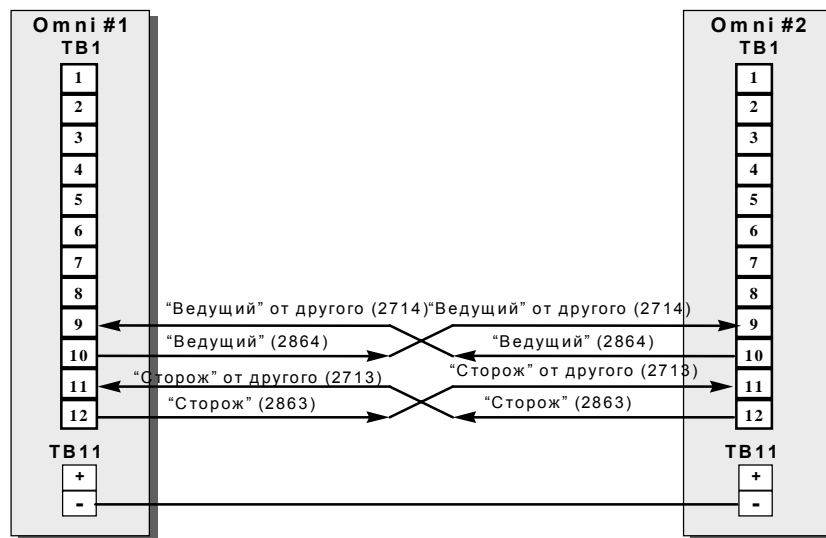 Omni #1 Omni #2
TB1 TB1
1 1
2 2
3 3
4 4
5 5
6 6
7 7
8 8
“Ведущий” от другого (2714) “Ведущий” от другого (2714)
9 9
“Ведущий” (2864) “Ведущий” (2864)
10 10
“Сторож” от другого (2713) “Сторож” от другого (2713)
11 11
“Сторож” (2863) “Сторож” (2863)
12 12
TB11 TB11
+ +
- -